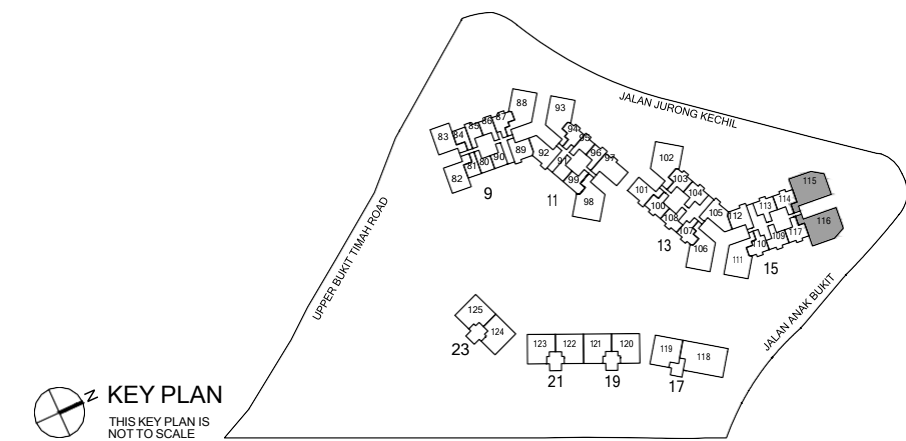 JALAN JURONG KECHIL
UPPER BUKIT TIMAH ROAD
JALAN ANAK BUKIT
83 84 85 86 87 88
82 81 80 90 89
9
93 94 95 96 97
92 91 99 98
11
102 103 104 105
101 100 108 107 106
13
112 113 114 115
111 110 109 117 116
15
125
124
23
123 122 121 120
21 19
119 118
17
N
KEY PLAN
THIS KEY PLAN IS
NOT TO SCALE